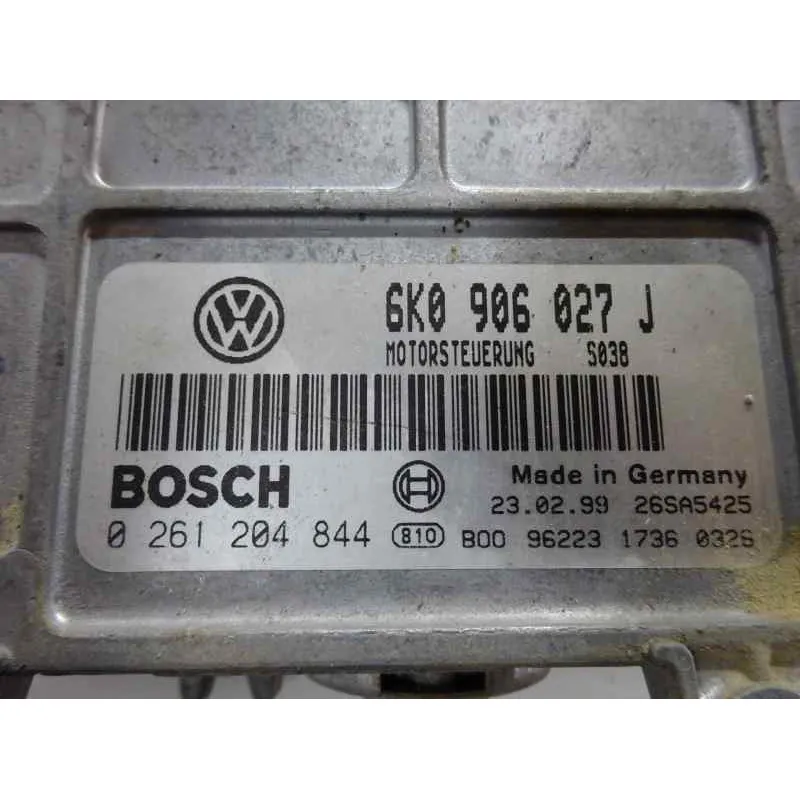 6K0 906 027 J
MOTORSTEUERUNG S038
BOSCH
Made in Germany
23.02.99 26SA5425
0 261 204 844 810 B00 96223 1736 0326